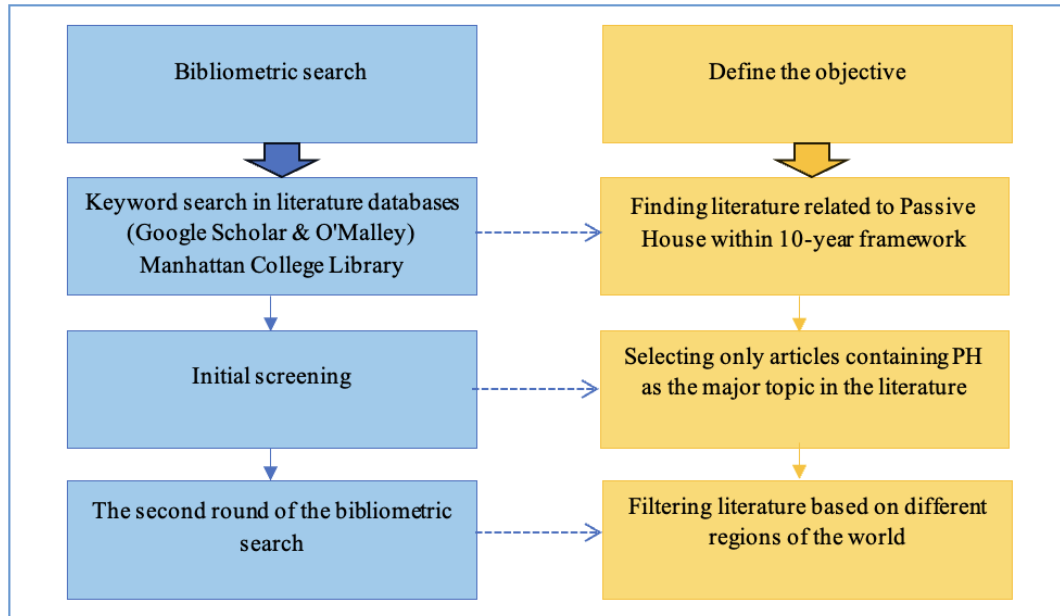 Bibliometric search
Define the objective
Keyword search in literature databases
(Google Scholar & O'Malley)
Manhattan College Library
Finding literature related to Passive
House within 10-year framework
Initial screening
Selecting only articles containing PH
as the major topic in the literature
The second round of the bibliometric
search
Filtering literature based on different
regions of the world